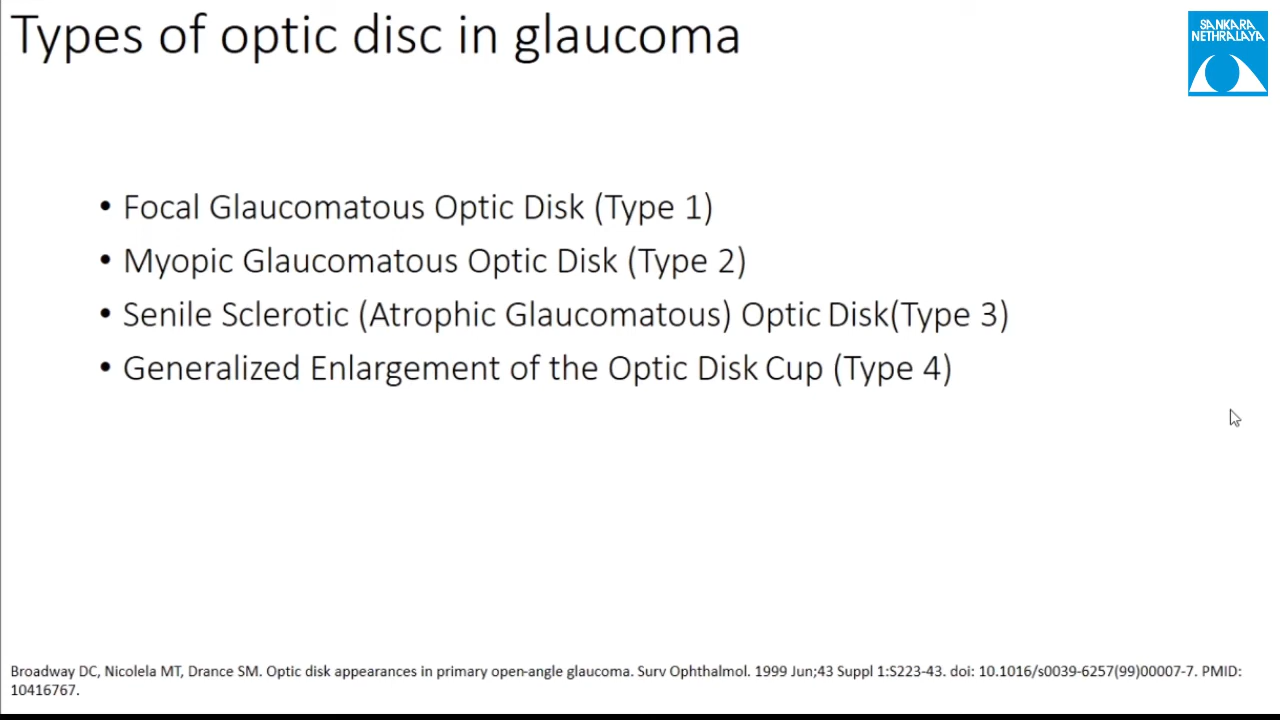 Types of optic disc in glaucoma
SANKARA
NETHRALAYA
• Focal Glaucomatous Optic Disk (Type 1)
• Myopic Glaucomatous Optic Disk (Type 2)
• Senile Sclerotic (Atrophic Glaucomatous) Optic Disk(Type 3)
• Generalized Enlargement of the Optic Disk Cup (Type 4)
Broadway DC, Nicolela MT, Drance SM. Optic disk appearances in primary open-angle glaucoma. Surv Ophthalmol. 1999 Jun;43 Suppl 1:S223-43. doi: 10.1016/s0039-6257(99)00007-7. PMID:
10416767.